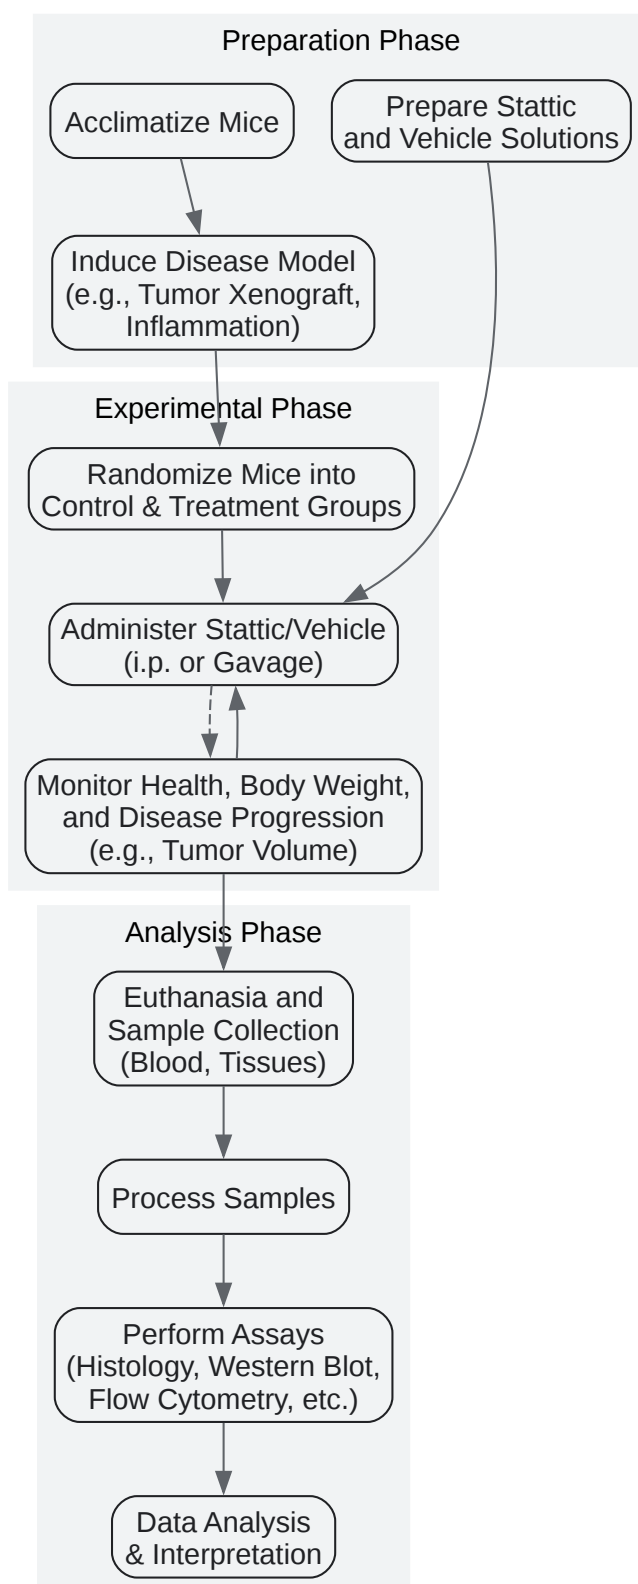 Preparation Phase
Acclimatize Mice
Prepare Stattic
and Vehicle Solutions
Induce Disease Model
(e.g., Tumor Xenograft,
Inflammation)
Experimental Phase
Randomize Mice into
Control & Treatment Groups
Administer Stattic/Vehicle
(i.p. or Gavage)
Monitor Health, Body Weight,
and Disease Progression
(e.g., Tumor Volume)
Analysis Phase
Euthanasia and
Sample Collection
(Blood, Tissues)
Process Samples
Perform Assays
(Histology, Western Blot,
Flow Cytometry, etc.)
Data Analysis
& Interpretation